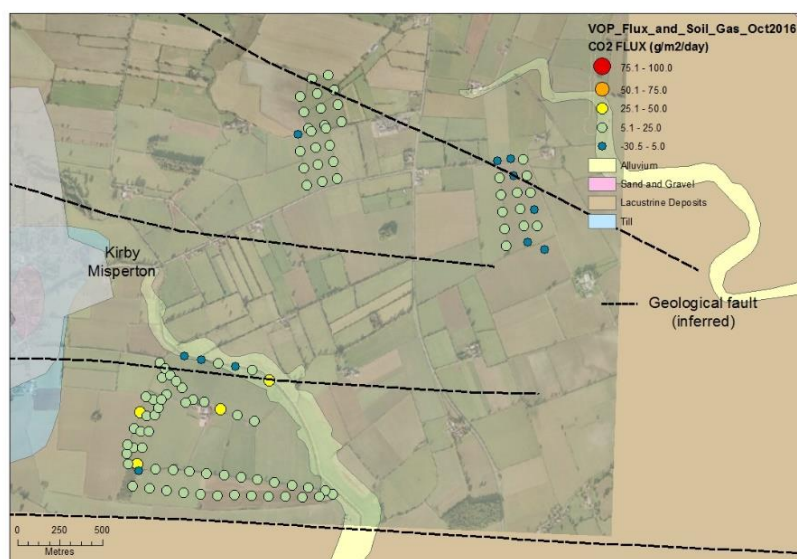 VOP_Flux_and_Soil_Gas_Oct2016
CO2 FLUX (g/m2/day)
75.1 - 100.0
50.1 - 75.0
25.1 - 50.0
5.1 - 25.0
-30.5 - 5.0
Alluvium
Sand and Gravel
Lacustrine Deposits
Till
Kirby
Misperton
Geological fault
(inferred)
0 250 500
Metres